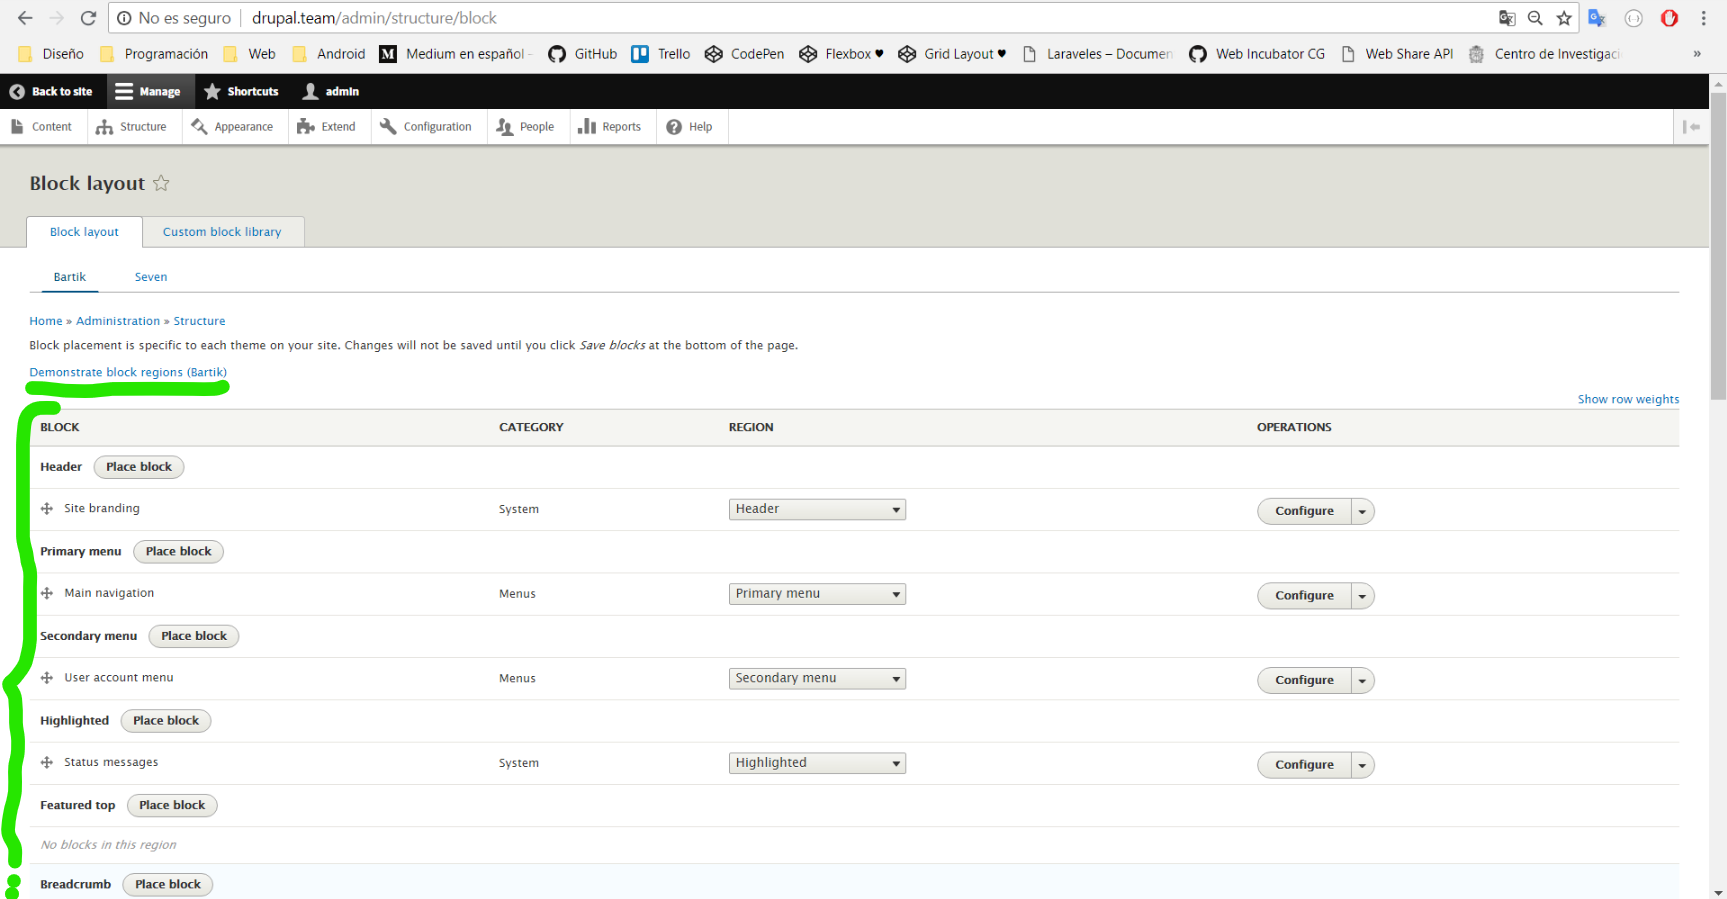 No es seguro drupal.team/admin/structure/block
Diseño Programación Web Android Medium en español GitHub Trello CodePen Flexbox ♥ Grid Layout ♥ Laraveles – Documen Web Incubator CG Web Share API Centro de Investigaci »
Back to site Manage Shortcuts admin
Content Structure Appearance Extend Configuration People Reports Help
Block layout
Block layout Custom block library
Bartik Seven
Home » Administration » Structure
Block placement is specific to each theme on your site. Changes will not be saved until you click Save blocks at the bottom of the page.
Demonstrate block regions (Bartik)
Show row weights
BLOCK CATEGORY REGION OPERATIONS
Header Place block
Site branding System Header Configure
Primary menu Place block
Main navigation Menus Primary menu Configure
Secondary menu Place block
User account menu Menus Secondary menu Configure
Highlighted Place block
Status messages System Highlighted Configure
Featured top Place block
No blocks in this region
Breadcrumb Place block